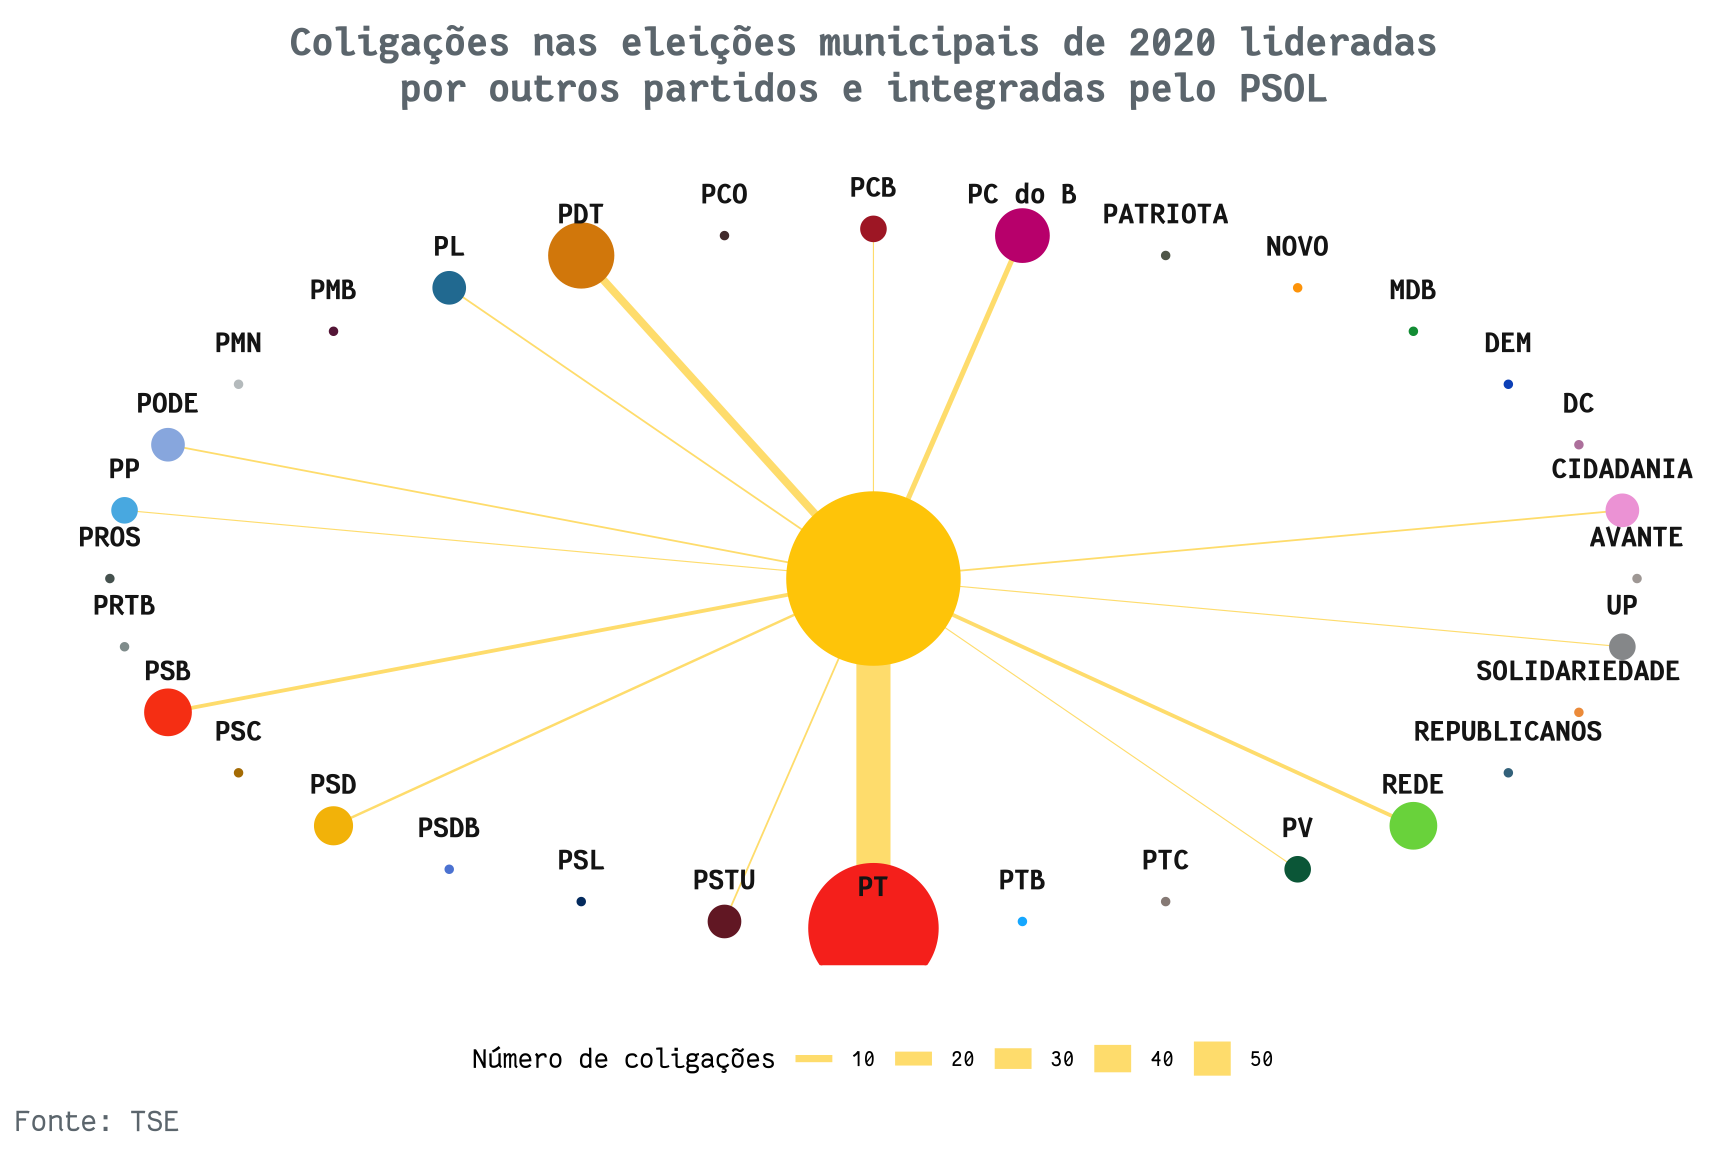 Coligações nas eleições municipais de 2020 lideradas
por outros partidos e integradas pelo PSOL
PCB
PCO
PC do B
PDT
PATRIOTA
PL
NOVO
PMB
MDB
PMN
DEM
PODE
DC
PP
CIDADANIA
PROS
AVANTE
PRTB
UP
PSB
SOLIDARIEDADE
PSC
REPUBLICANOS
PSD
REDE
PSDB
PV
PSL
PTC
PSTU
PT
PTB
Número de coligações 10 20 30 40 50
Fonte: TSE